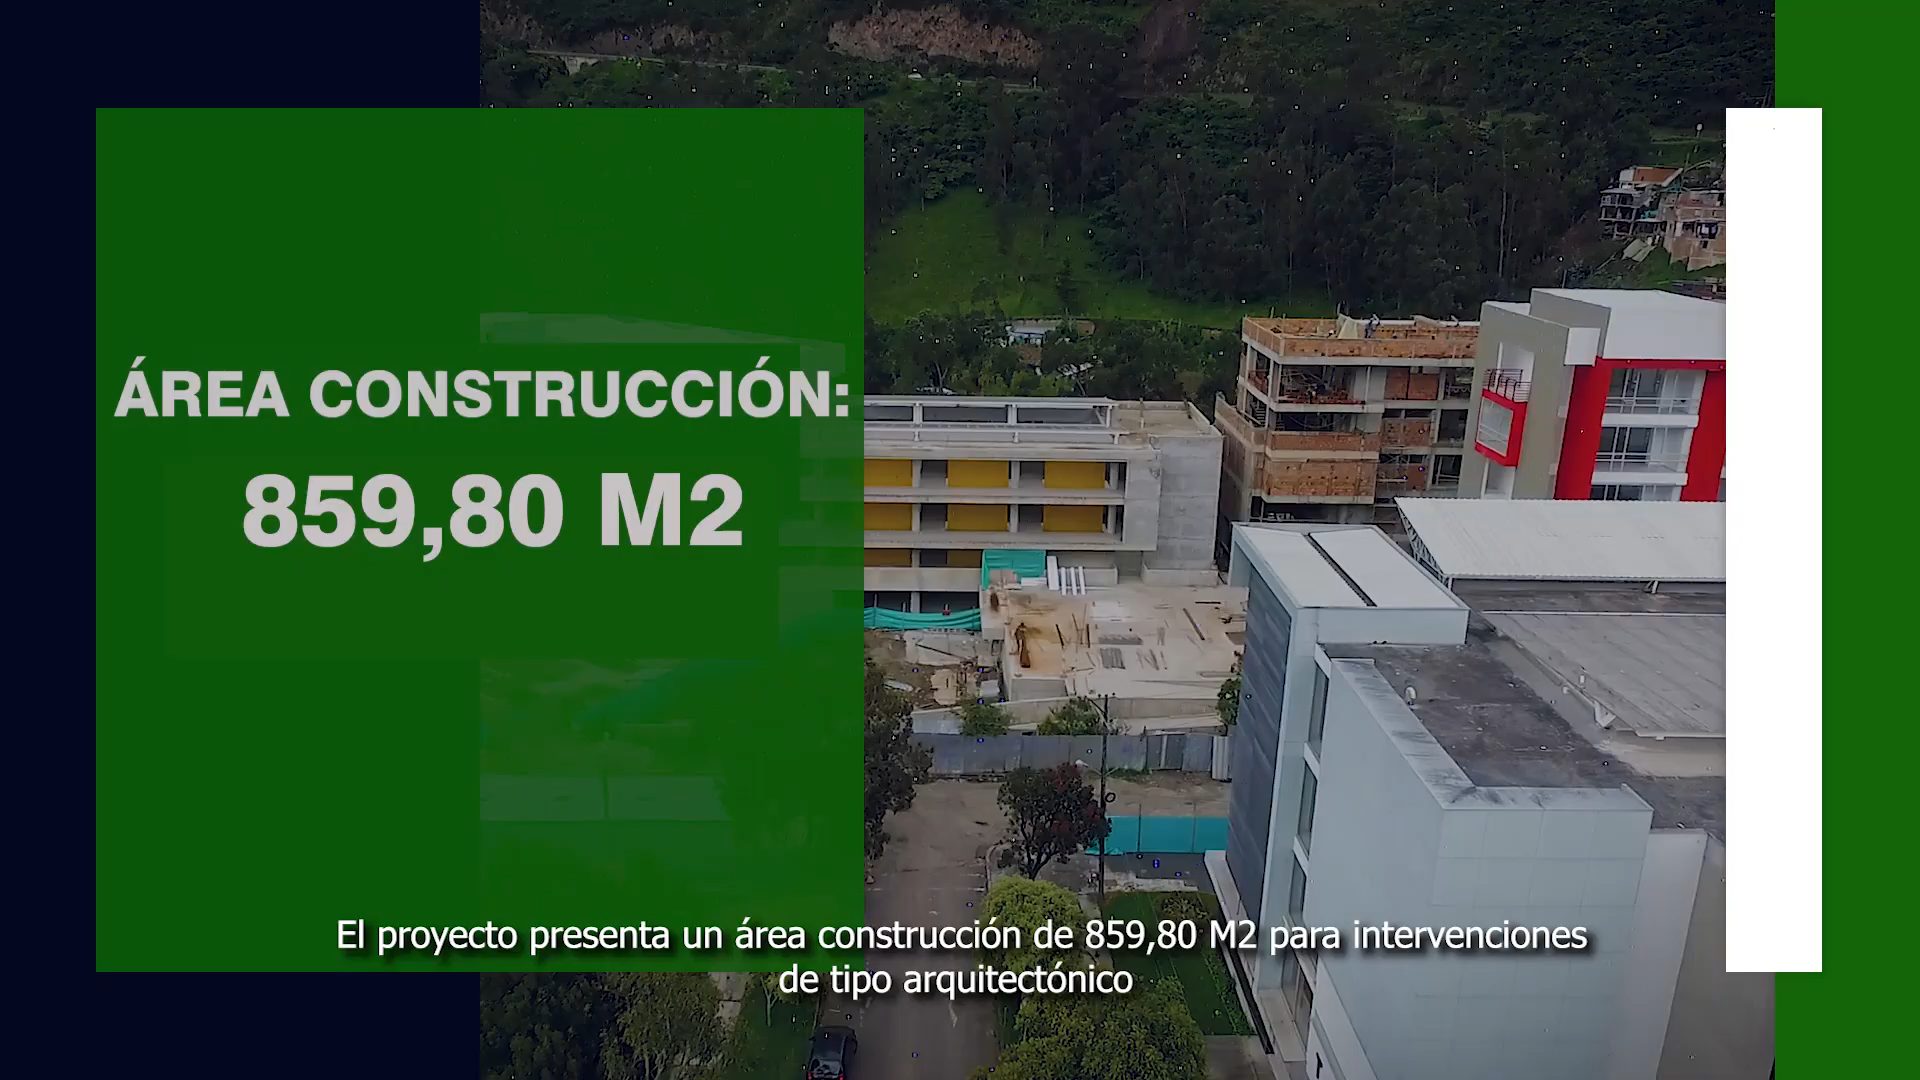 ÁREA CONSTRUCCIÓN:
859,80 M2
El proyecto presenta un área construcción de 859,80 M2 para intervenciones
de tipo arquitectónico